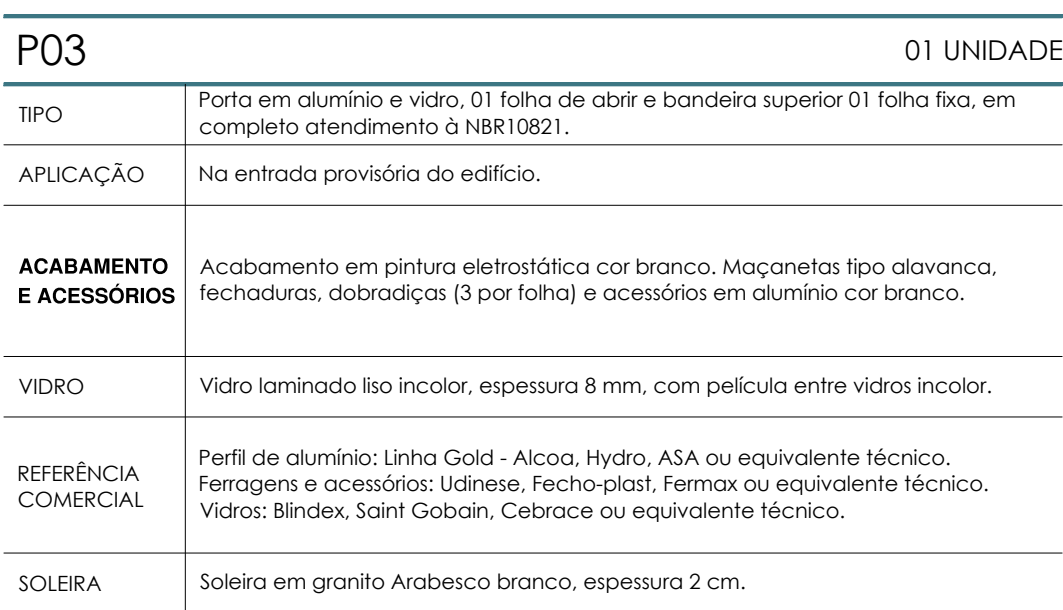 P03
01 UNIDADE
TIPO
Porta em alumínio e vidro, 01 folha de abrir e bandeira superior 01 folha fixa, em
completo atendimento à NBR10821.
APLICAÇÃO
Na entrada provisória do edifício.
ACABAMENTO
E ACESSÓRIOS
Acabamento em pintura eletrostática cor branco. Maçanetas tipo alavanca,
fechaduras, dobradiças (3 por folha) e acessórios em alumínio cor branco.
VIDRO
Vidro laminado liso incolor, espessura 8 mm, com película entre vidros incolor.
REFERÊNCIA
COMERCIAL
Perfil de alumínio: Linha Gold - Alcoa, Hydro, ASA ou equivalente técnico.
Ferragens e acessórios: Udinese, Fecho-plast, Fermax ou equivalente técnico.
Vidros: Blindex, Saint Gobain, Cebrace ou equivalente técnico.
SOLEIRA
Soleira em granito Arabesco branco, espessura 2 cm.